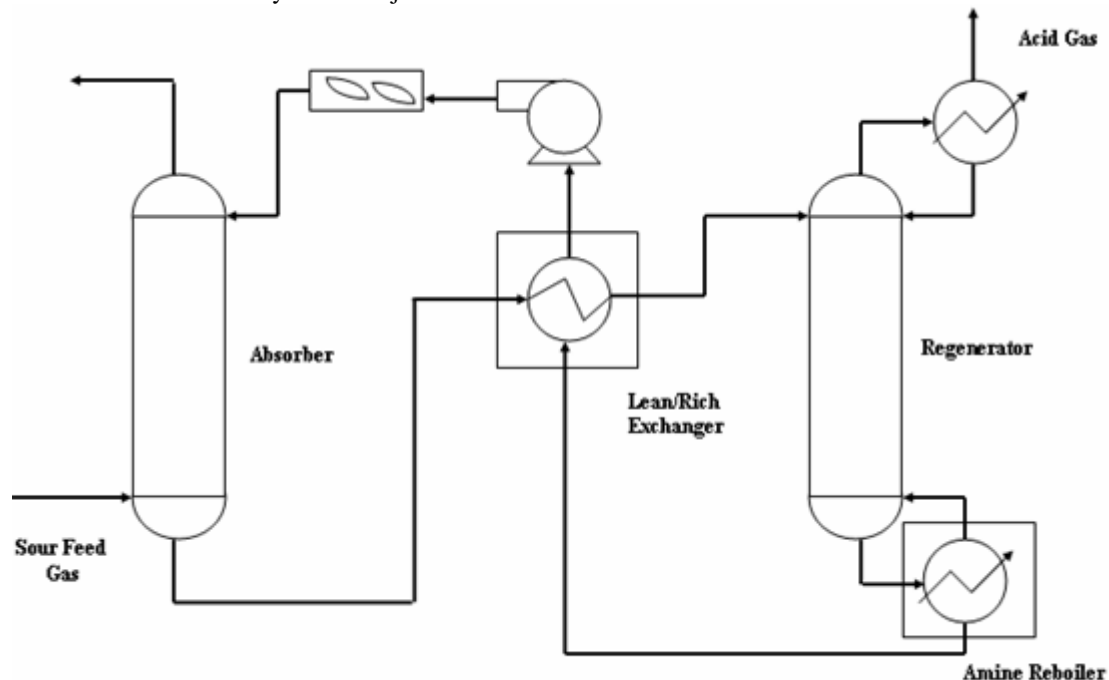 Acid Gas
Absorber
Regenerator
Lean/Rich
Exchanger
Sour Feed
Gas
Amine Reboiler